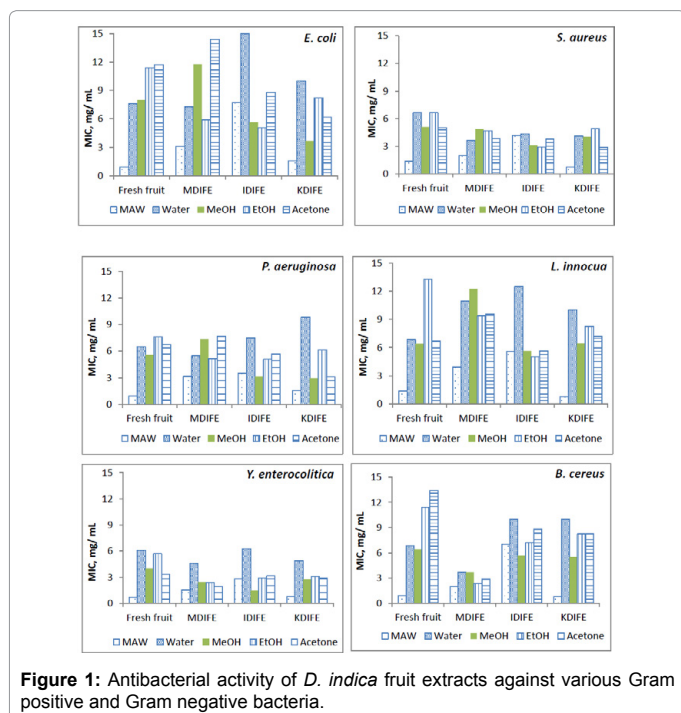 E. coli
MIC, mg/ mL
15
12
9
6
3
0
Fresh fruit MDIFE IDIFE KDIFE
MAW Water MeOH EtOH Acetone
S. aureus
MIC, mg/ mL
15
12
9
6
3
0
Fresh fruit MDIFE IDIFE KDIFE
MAW Water MeOH EtOH Acetone
P. aeruginosa
MIC, mg/ mL
15
12
9
6
3
0
Fresh fruit MDIFE IDIFE KDIFE
MAW Water MeOH EtOH Acetone
L. innocua
MIC, mg/ mL
15
12
9
6
3
0
Fresh fruit MDIFE IDIFE KDIFE
MAW Water MeOH EtOH Acetone
Y. enterocolitica
MIC, mg/ mL
15
12
9
6
3
0
Fresh fruit MDIFE IDIFE KDIFE
MAW Water MeOH EtOH Acetone
B. cereus
MIC, mg/ mL
15
12
9
6
3
0
Fresh fruit MDIFE IDIFE KDIFE
MAW Water MeOH EtOH Acetone
Figure 1: Antibacterial activity of D. indica fruit extracts against various Gram
positive and Gram negative bacteria.